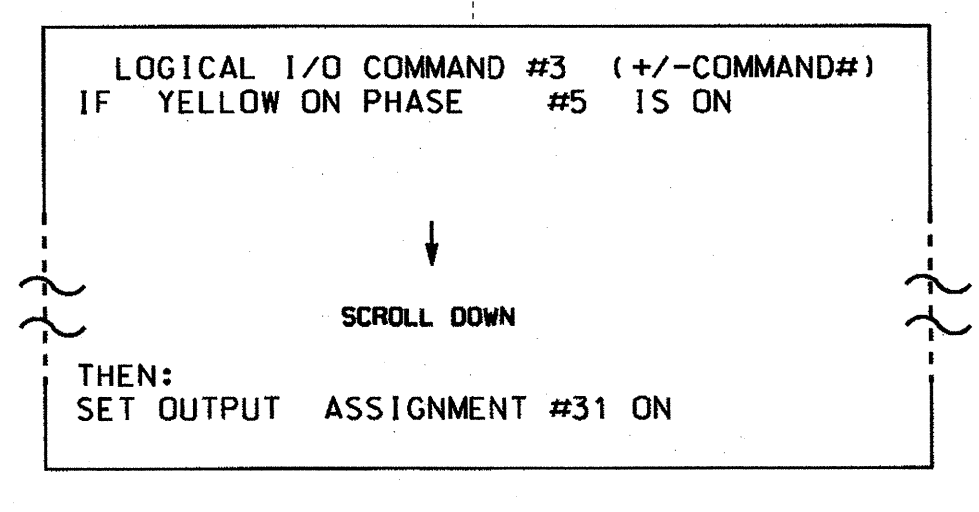 LOGICAL I/O COMMAND #3 (+/-COMMAND#)
IF YELLOW ON PHASE #5 IS ON
SCROLL DOWN
THEN:
SET OUTPUT ASSIGNMENT #31 ON